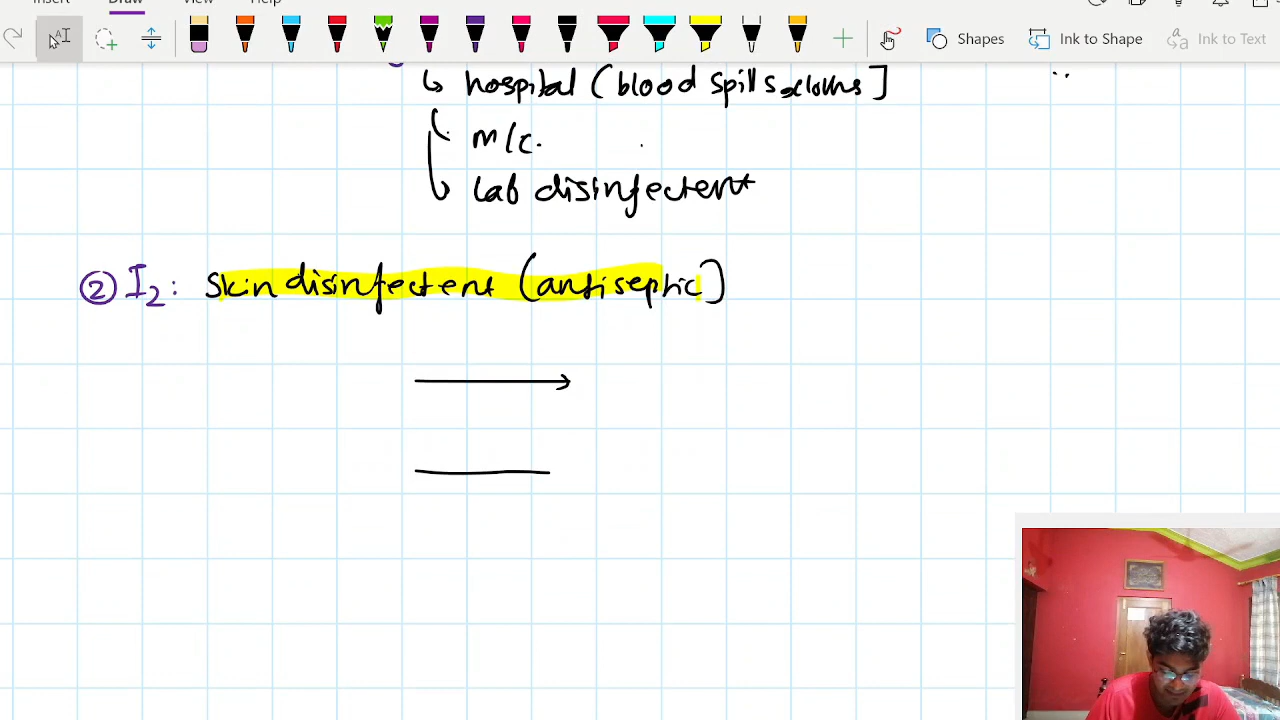 Insert Draw View Help
Shapes Ink to Shape Ink to Text
↳ hospital (blood spills, cloths]
m/c.
↳ Lab disinfectent
② I2: Skin disinfectent (antiseptic)